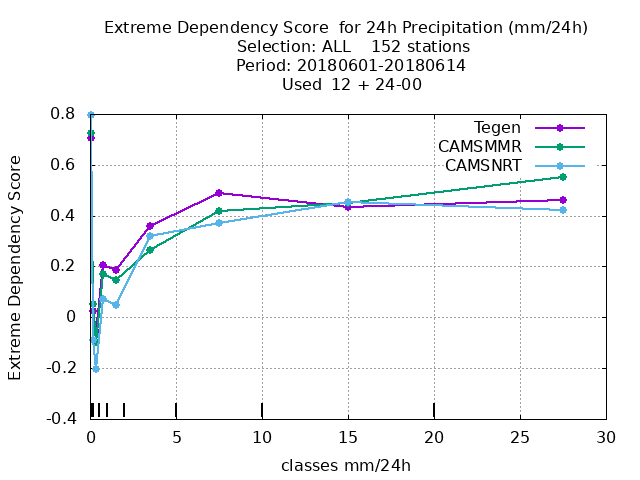 Extreme Dependency Score  for 24h Precipitation (mm/24h)
Selection: ALL    152 stations
Period: 20180601-20180614
Used  12 + 24-00
Tegen
CAMSMMR
CAMSNRT
Extreme Dependency Score
0.8
0.6
0.4
0.2
0
-0.2
-0.4
0 5 10 15 20 25 30
classes mm/24h